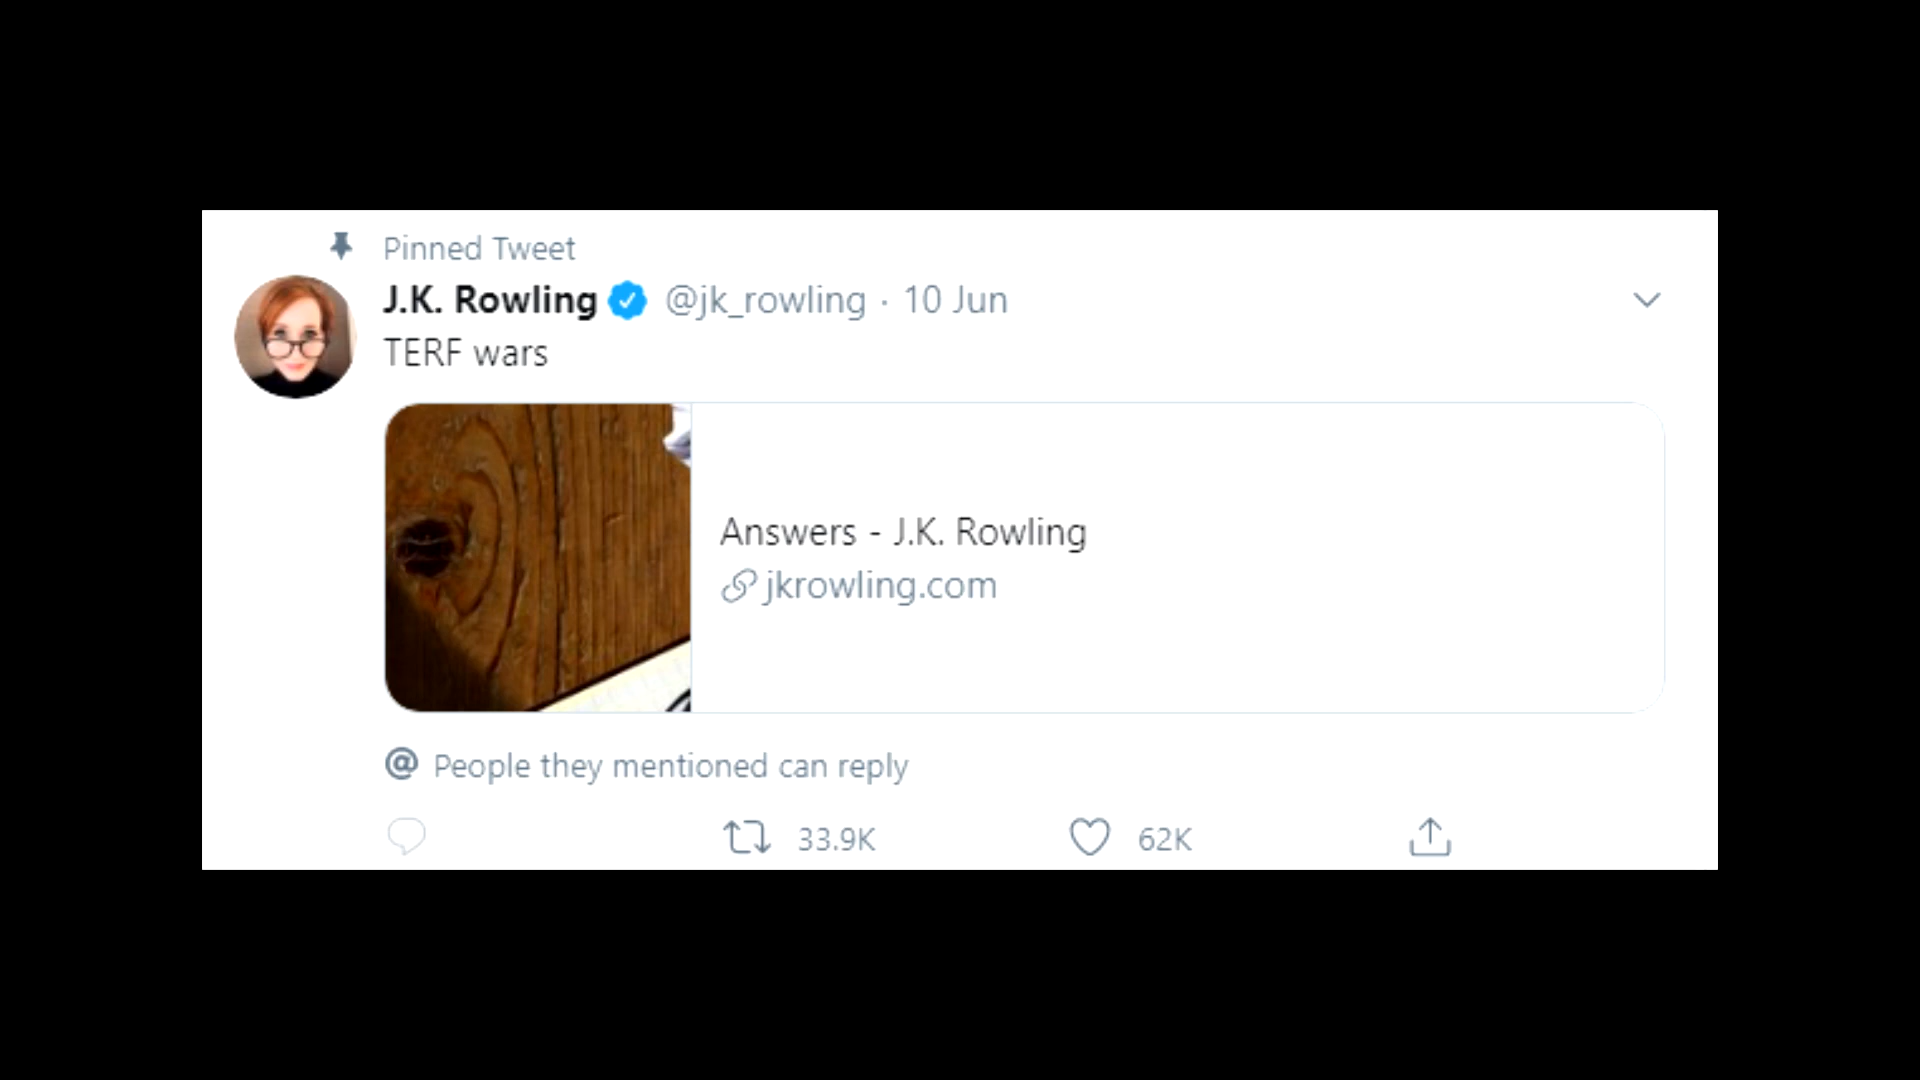 Pinned Tweet
J.K. Rowling @jk_rowling · 10 Jun
TERF wars
Answers - J.K. Rowling
jkrowling.com
@ People they mentioned can reply
33.9K 62K